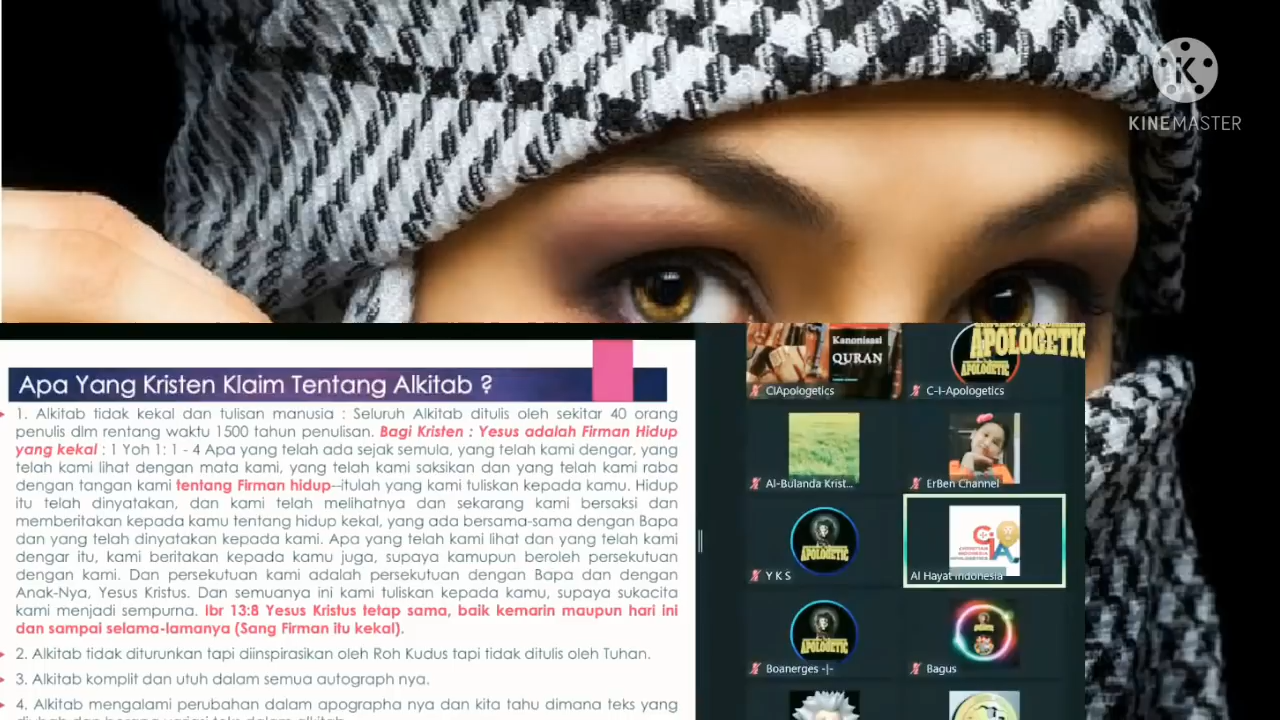 KINEMASTER
Apa Yang Kristen Klaim Tentang Alkitab ?
1. Alkitab tidak kekal dan tulisan manusia : Seluruh Alkitab ditulis oleh sekitar 40 orang
penulis dlm rentang waktu 1500 tahun penulisan. Bagi Kristen : Yesus adalah Firman Hidup
yang kekal : 1 Yoh 1: 1 - 4 Apa yang telah ada sejak semula, yang telah kami dengar, yang
telah kami lihat dengan mata kami, yang telah kami saksikan dan yang telah kami raba
dengan tangan kami tentang Firman hidup--itulah yang kami tuliskan kepada kamu. Hidup
itu telah dinyatakan, dan kami telah melihatnya dan sekarang kami bersaksi dan
memberitakan kepada kamu tentang hidup kekal, yang ada bersama-sama dengan Bapa
dan yang telah dinyatakan kepada kami. Apa yang telah kami lihat dan yang telah kami
dengar itu, kami beritakan kepada kamu juga, supaya kamupun beroleh persekutuan
dengan kami. Dan persekutuan kami adalah persekutuan dengan Bapa dan dengan
Anak-Nya, Yesus Kristus. Dan semuanya ini kami tuliskan kepada kamu, supaya sukacita
kami menjadi sempurna. Ibr 13:8 Yesus Kristus tetap sama, baik kemarin maupun hari ini
dan sampai selama-lamanya (Sang Firman itu kekal).
2. Alkitab tidak diturunkan tapi diinspirasikan oleh Roh Kudus tapi tidak ditulis oleh Tuhan.
3. Alkitab komplit dan utuh dalam semua autograph nya.
4. Alkitab mengalami perubahan dalam apographa nya dan kita tahu dimana teks yang
Kanonisasi
QURAN
CIApologetics
APOLOGETIC
APOLOGETIC
C-I-Apologetics
Al-Bulanda Krist...
ErBen Channel
APOLOGETIC
Y K S
CIA
Al Hayat Indonesia
APOLOGETIC
Boanerges -|-
Bagus